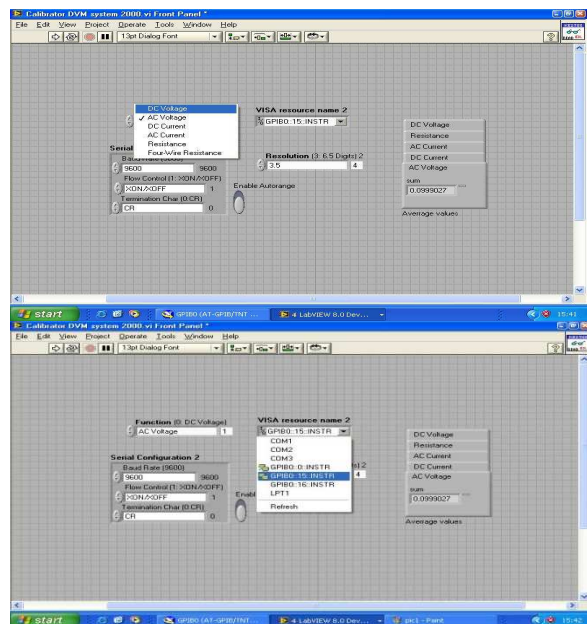 Calibrator DVM system 2000.vi Front Panel *
File Edit View Project Operate Tools Window Help
13pt Dialog Font
DC Voltage
AC Voltage
DC Current
AC Current
Resistance
Four-Wire Resistance
VISA resource name 2
GPIB0::15::INSTR
Serial
Baud Rate (9600)
9600 9600
Flow Control (1: XON/XOFF)
XON/XOFF 1
Termination Char (0:CR)
CR 0
Resolution (3: 6.5 Digits) 2
3.5 4
Enable Autorange
DC Voltage
Resistance
AC Current
DC Current
AC Voltage
sum
0.0999027
Averrage values
start
GPIB0 (AT-GPIB/TNT ...
4 LabVIEW 8.0 Dev...
15:41
Calibrator DVM system 2000.vi Front Panel *
File Edit View Project Operate Tools Window Help
13pt Dialog Font
Function (0: DC Voltage)
AC Voltage 1
VISA resource name 2
GPIB0::15::INSTR
COM1
COM2
COM3
GPIB0::0::INSTR
GPIB0::15::INSTR
GPIB0::16::INSTR
LPT1
Refresh
Serial Configuration 2
Baud Rate (9600)
9600 9600
Flow Control (1: XON/XOFF)
XON/XOFF 1
Termination Char (0:CR)
CR 0
Enabl
its) 2
4
DC Voltage
Resistance
AC Current
DC Current
AC Voltage
sum
0.0999027
Averrage values
start
GPIB0 (AT-GPIB/TNT ...
4 LabVIEW 8.0 Dev...
pic1 - Paint
15:42